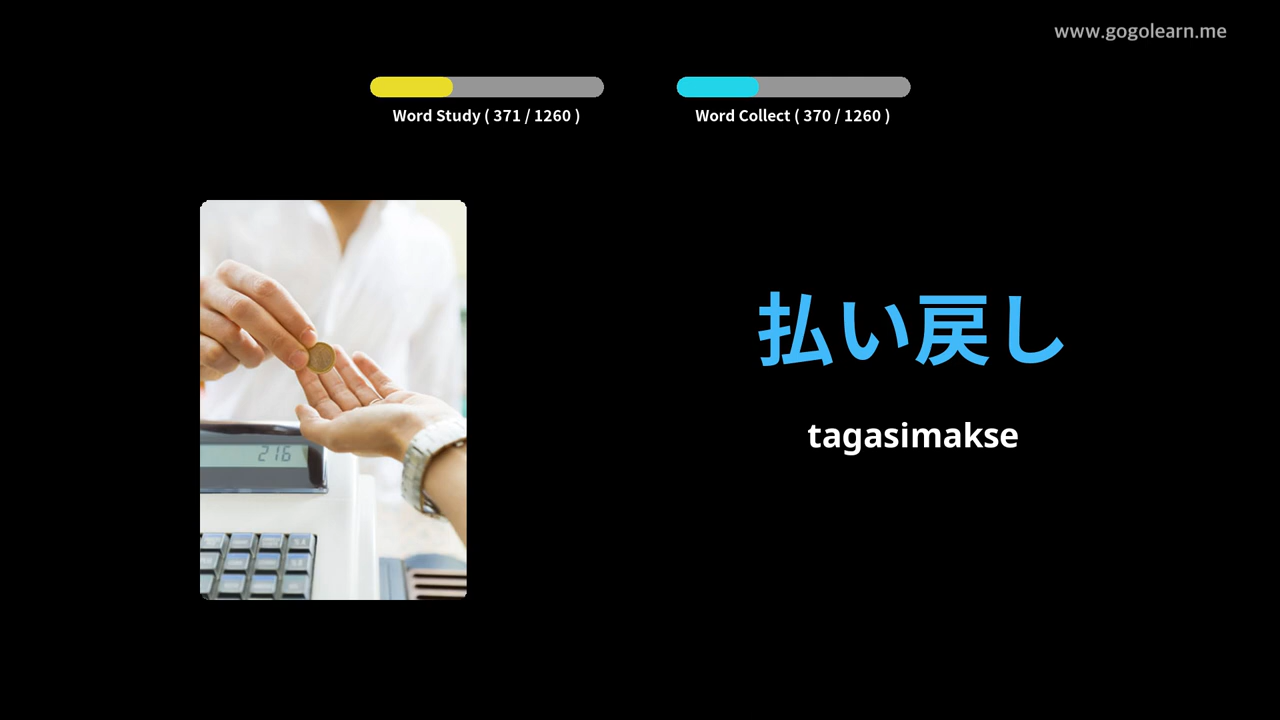 www.gogolearn.me
Word Study ( 371 / 1260 )
Word Collect ( 370 / 1260 )
216
払い戻し
tagasimakse